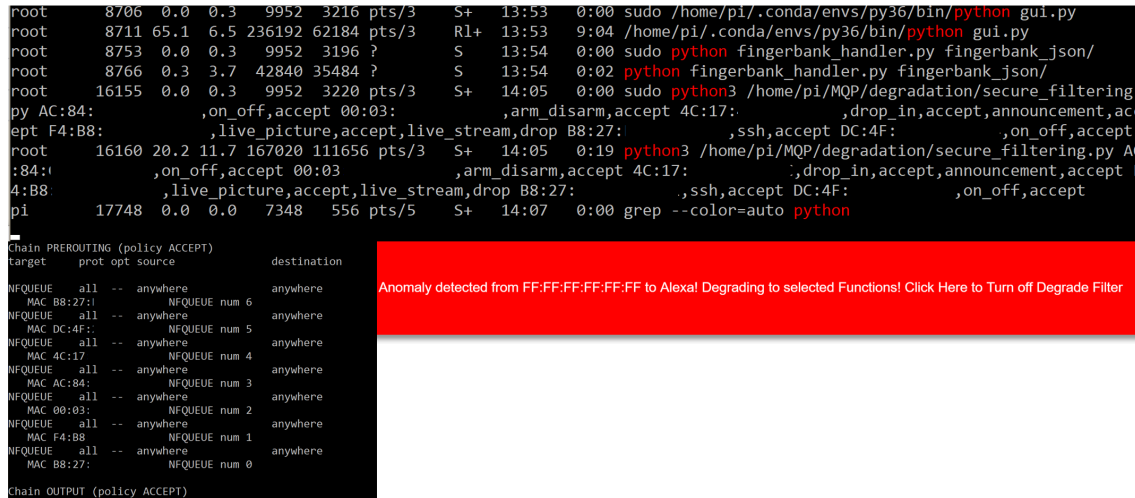 root 8706 0.0 0.3 9952 3216 pts/3 S+ 13:53 0:00 sudo /home/pi/.conda/envs/py36/bin/python gui.py
root 8711 65.1 6.5 236192 62184 pts/3 Rl+ 13:53 9:04 /home/pi/.conda/envs/py36/bin/python gui.py
root 8753 0.0 0.3 9952 3196 ? S 13:54 0:00 sudo python fingerbank_handler.py fingerbank_json/
root 8766 0.3 3.7 42840 35484 ? S 13:54 0:02 python fingerbank_handler.py fingerbank_json/
root 16155 0.0 0.3 9952 3220 pts/3 S+ 14:05 0:00 sudo python3 /home/pi/MQP/degradation/secure_filtering.
py AC:84: ,on_off,accept 00:03: ,arm_disarm,accept 4C:17: ,drop_in,accept,announcement,ac
ept F4:B8: ,live_picture,accept,live_stream,drop B8:27: ,ssh,accept DC:4F: ,on_off,accept
root 16160 20.2 11.7 167020 111656 pts/3 S+ 14:05 0:19 python3 /home/pi/MQP/degradation/secure_filtering.py A
:84: ,on_off,accept 00:03 ,arm_disarm,accept 4C:17: ,drop_in,accept,announcement,accept
4:B8 ,live_picture,accept,live_stream,drop B8:27: ,ssh,accept DC:4F: ,on_off,accept
pi 17748 0.0 0.0 7348 556 pts/5 S+ 14:07 0:00 grep --color=auto python
Chain PREROUTING (policy ACCEPT)
target prot opt source destination
NFQUEUE all -- anywhere anywhere
MAC B8:27: NFQUEUE num 6
NFQUEUE all -- anywhere anywhere
MAC DC:4F: NFQUEUE num 5
NFQUEUE all -- anywhere anywhere
MAC 4C:17 NFQUEUE num 4
NFQUEUE all -- anywhere anywhere
MAC AC:84: NFQUEUE num 3
NFQUEUE all -- anywhere anywhere
MAC 00:03: NFQUEUE num 2
NFQUEUE all -- anywhere anywhere
MAC F4:B8 NFQUEUE num 1
NFQUEUE all -- anywhere anywhere
MAC B8:27: NFQUEUE num 0
Chain OUTPUT (policy ACCEPT)
Anomaly detected from FF:FF:FF:FF:FF:FF to Alexa! Degrading to selected Functions! Click Here to Turn off Degrade Filter